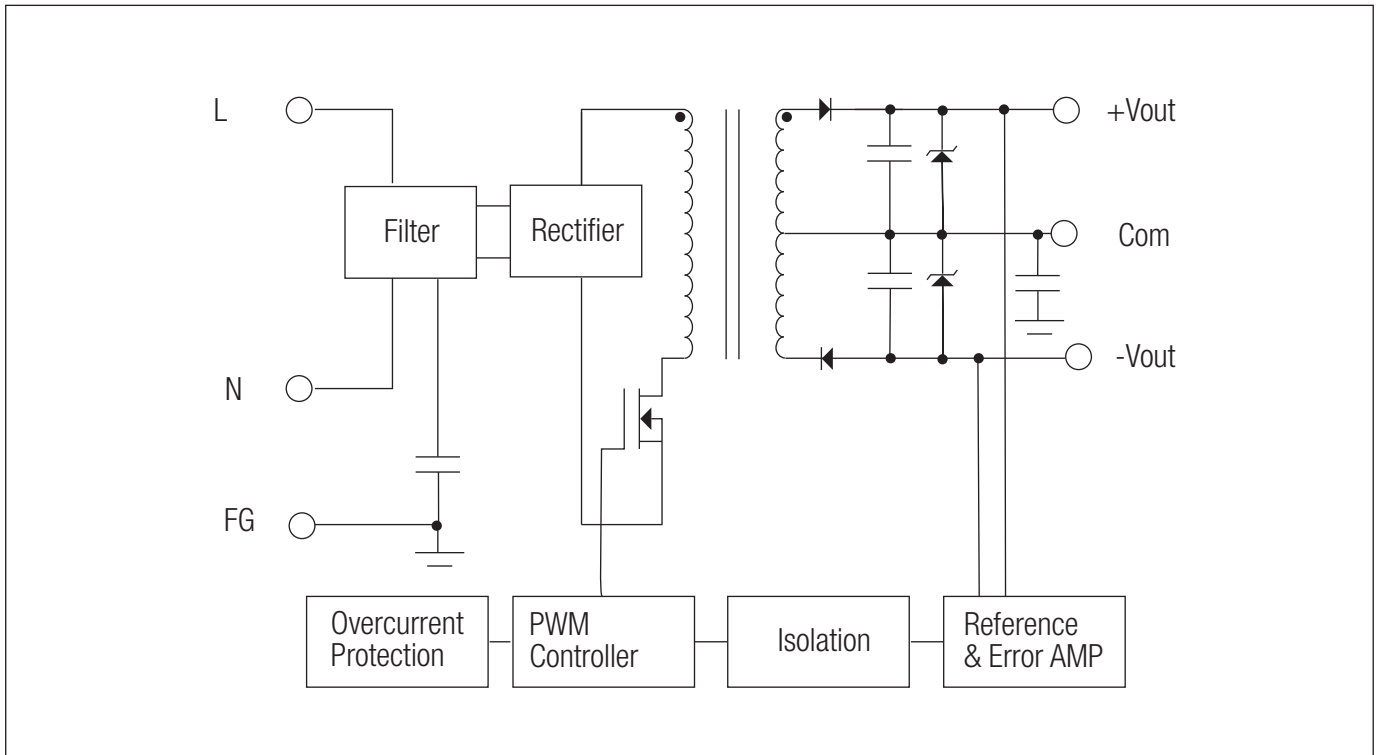 L
+Vout
Filter
Rectifier
Com
-Vout
N
FG
Overcurrent
Protection
PWM
Controller
Isolation
Reference
& Error AMP